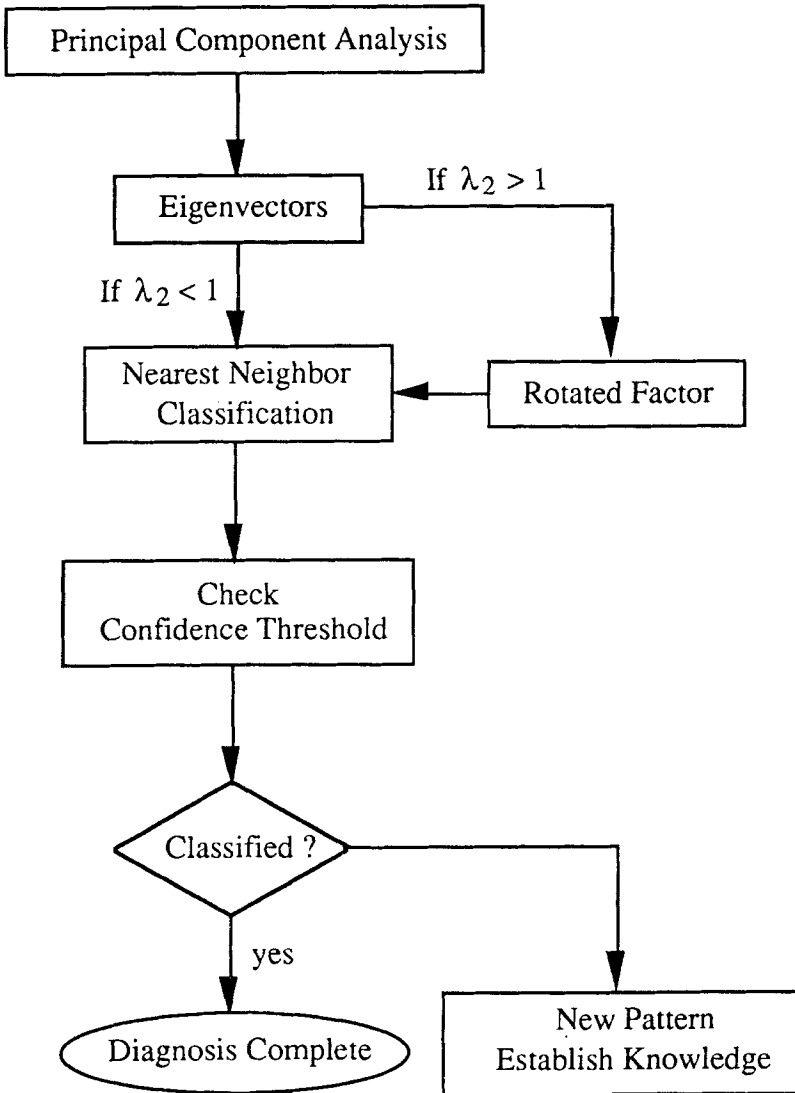 Principal Component Analysis
If λ2 > 1
Eigenvectors
If λ2 < 1
Nearest Neighbor
Classification
Rotated Factor
Check
Confidence Threshold
Classified ?
yes
Diagnosis Complete
New Pattern
Establish Knowledge